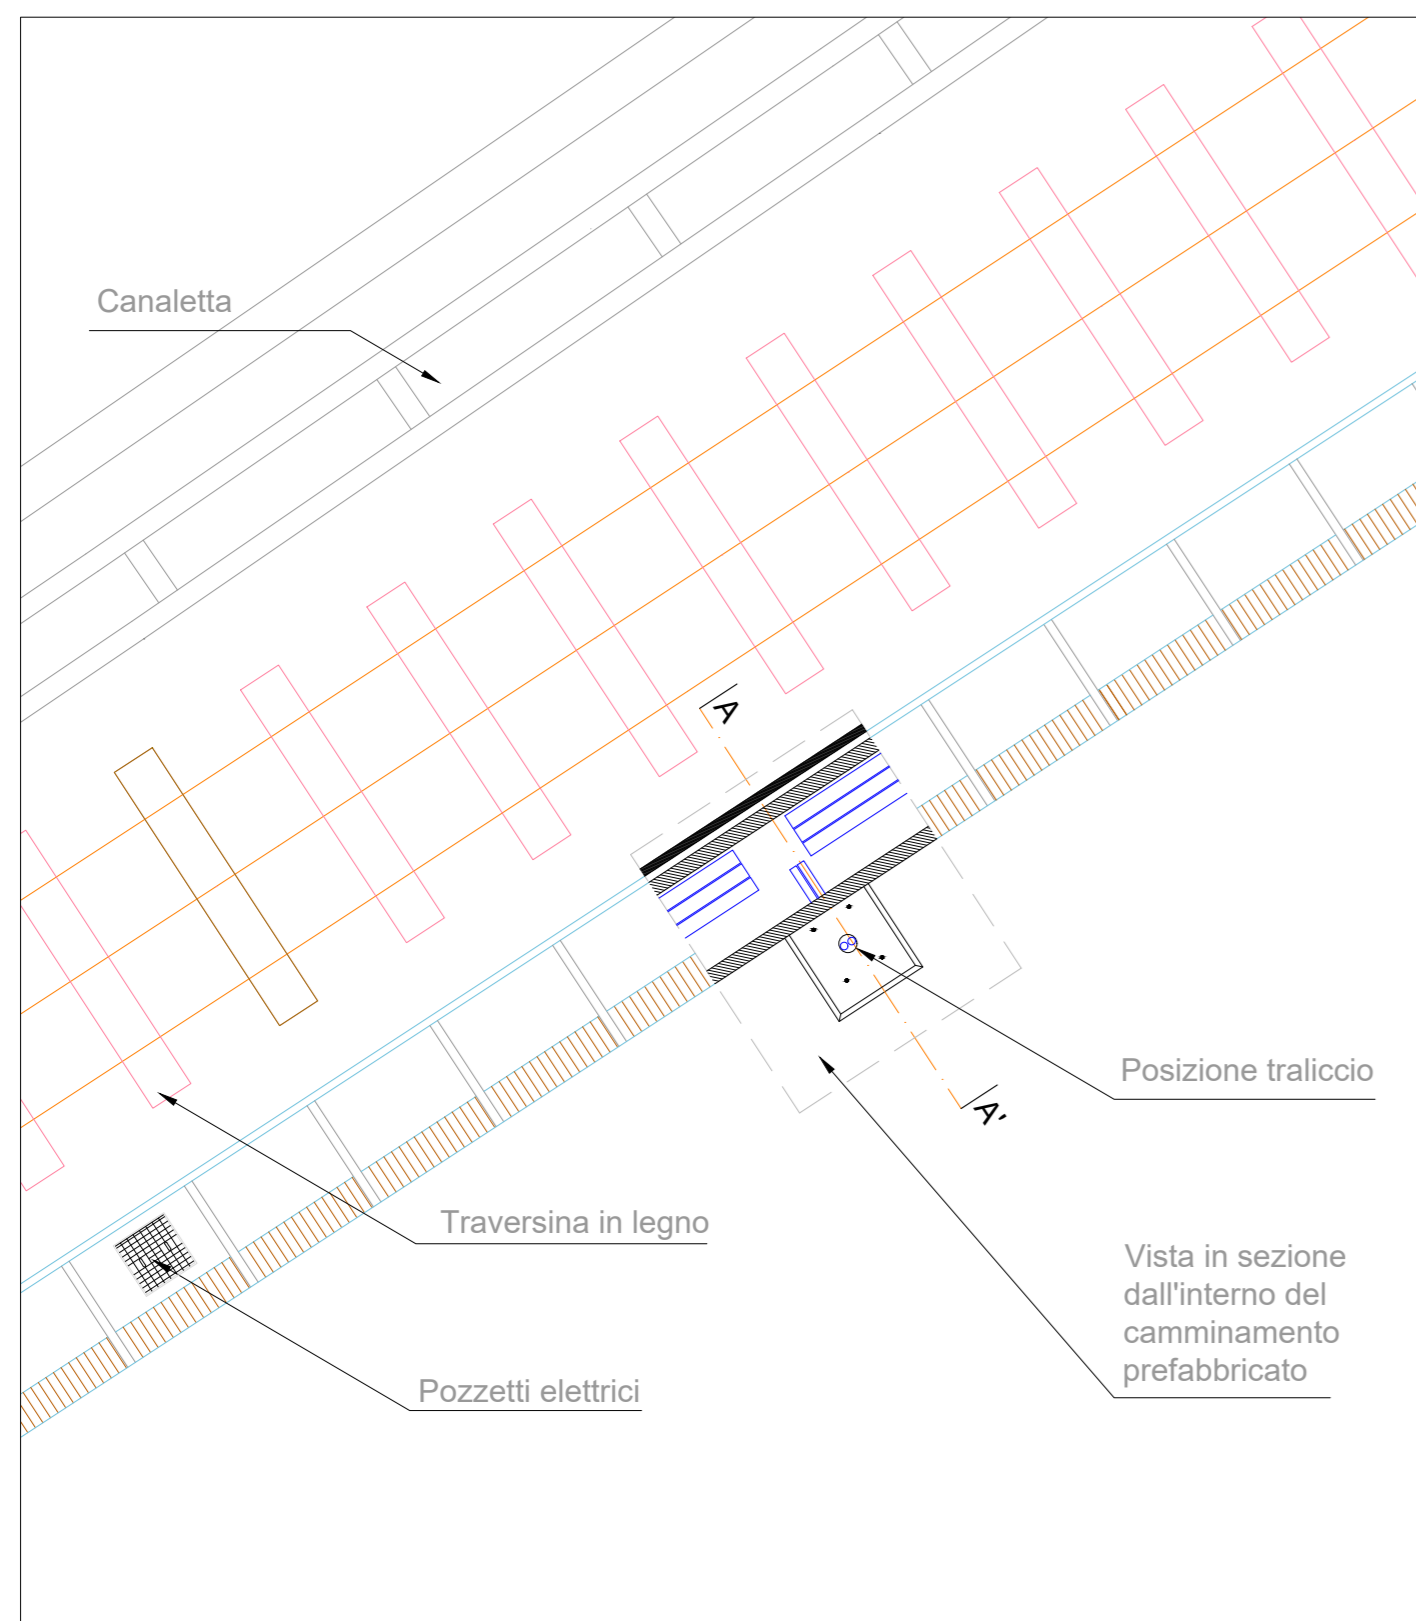 Canaletta
A
Posizione traliccio
A'
Traversina in legno
Vista in sezione
dall'interno del
camminamento
prefabbricato
Pozzetti elettrici